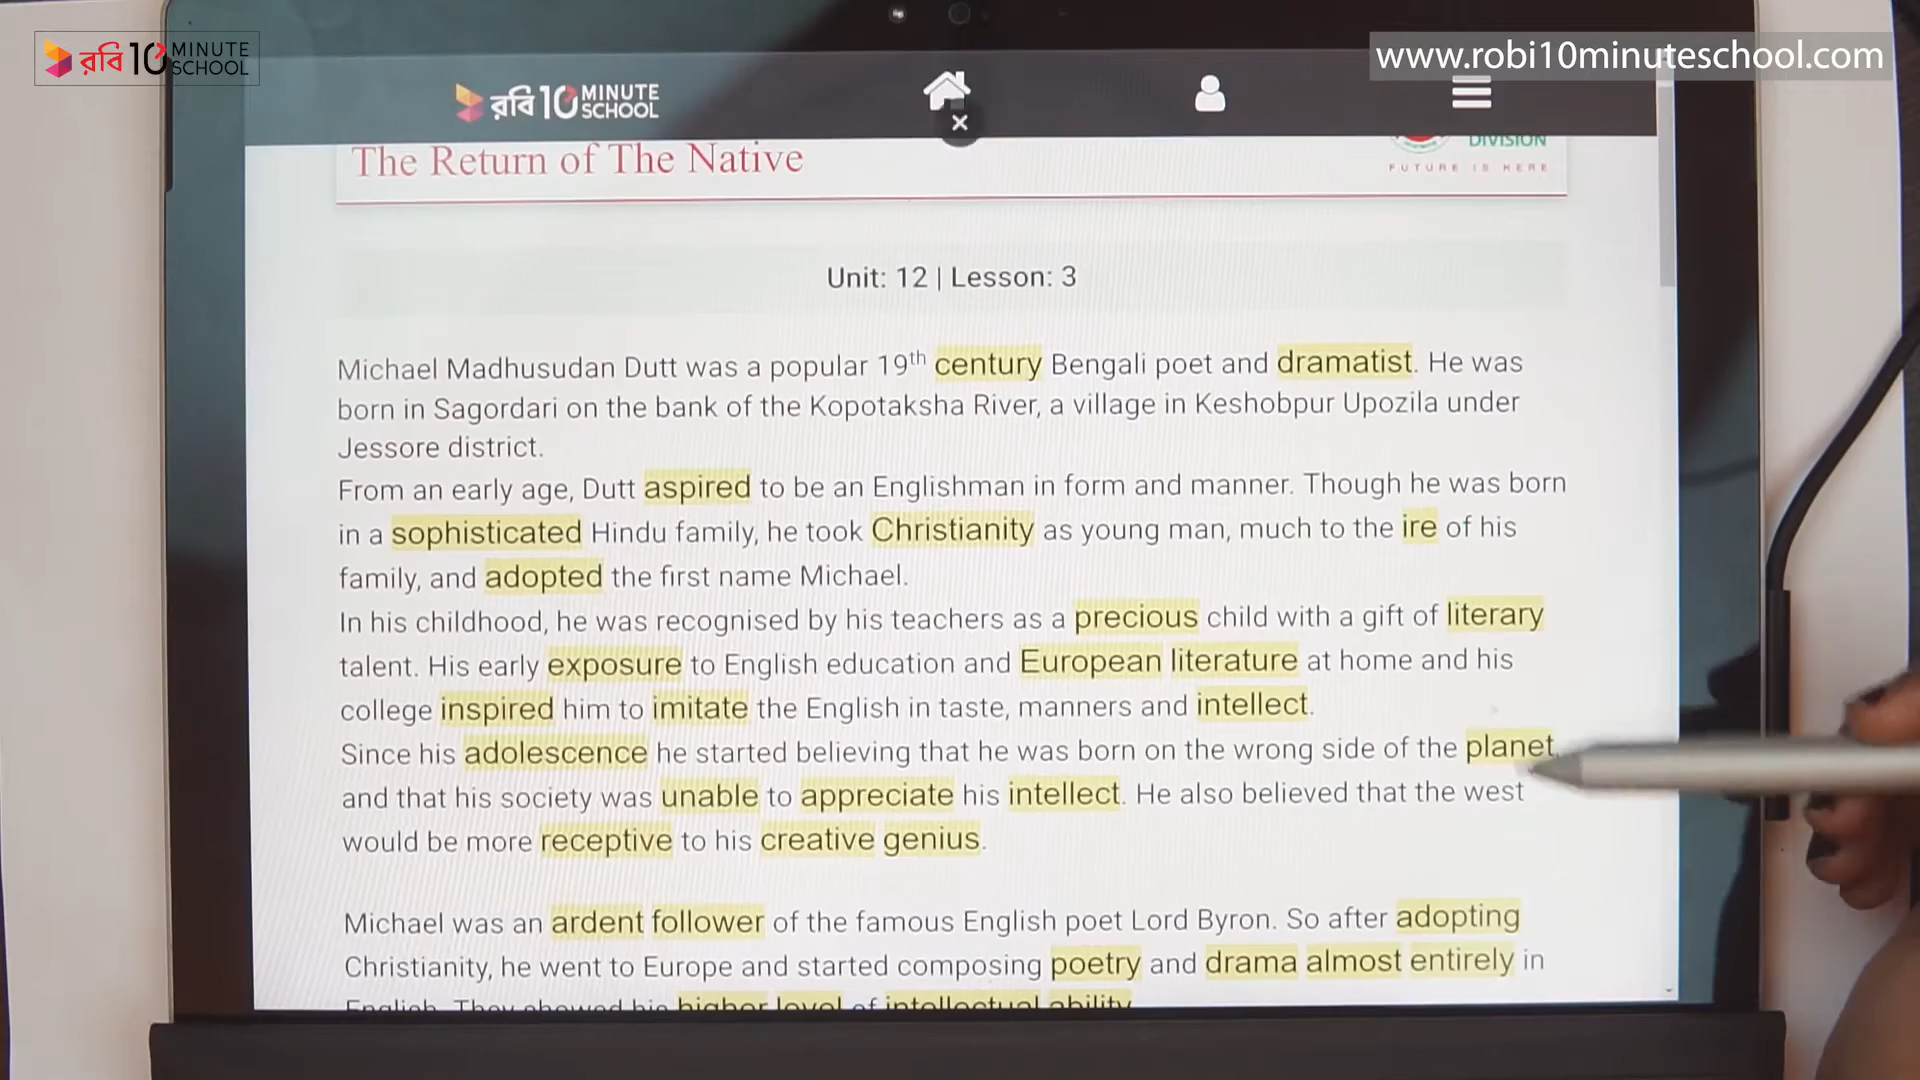 রবি 10 MINUTE SCHOOL
www.robi10minuteschool.com
রবি 10 MINUTE SCHOOL
DIVISION
FUTURE IS HERE
The Return of The Native
Unit: 12 | Lesson: 3
Michael Madhusudan Dutt was a popular 19th century Bengali poet and dramatist. He was
born in Sagordari on the bank of the Kopotaksha River, a village in Keshobpur Upozila under
Jessore district.
From an early age, Dutt aspired to be an Englishman in form and manner. Though he was born
in a sophisticated Hindu family, he took Christianity as young man, much to the ire of his
family, and adopted the first name Michael.
In his childhood, he was recognised by his teachers as a precious child with a gift of literary
talent. His early exposure to English education and European literature at home and his
college inspired him to imitate the English in taste, manners and intellect.
Since his adolescence he started believing that he was born on the wrong side of the planet,
and that his society was unable to appreciate his intellect. He also believed that the west
would be more receptive to his creative genius.
Michael was an ardent follower of the famous English poet Lord Byron. So after adopting
Christianity, he went to Europe and started composing poetry and drama almost entirely in
English. They showed his higher level of intellectual ability